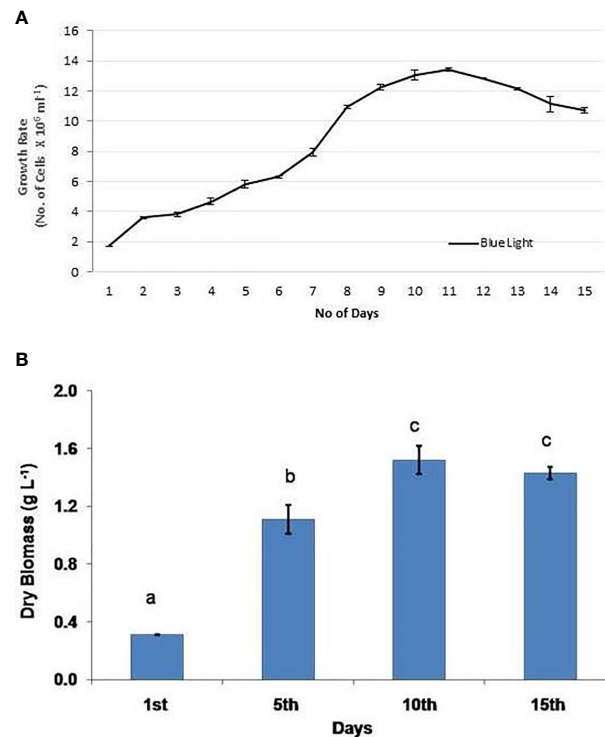 A
16
14
12
10
8
6
4
2
0
Growth Rate
(No. of Cells X 10⁶ ml⁻¹)
Blue Light
1 2 3 4 5 6 7 8 9 10 11 12 13 14 15
No of Days
B
2.0
1.6
1.2
0.8
0.4
0.0
Dry Biomass (g L⁻¹)
a
b
c
c
1st 5th 10th 15th
Days